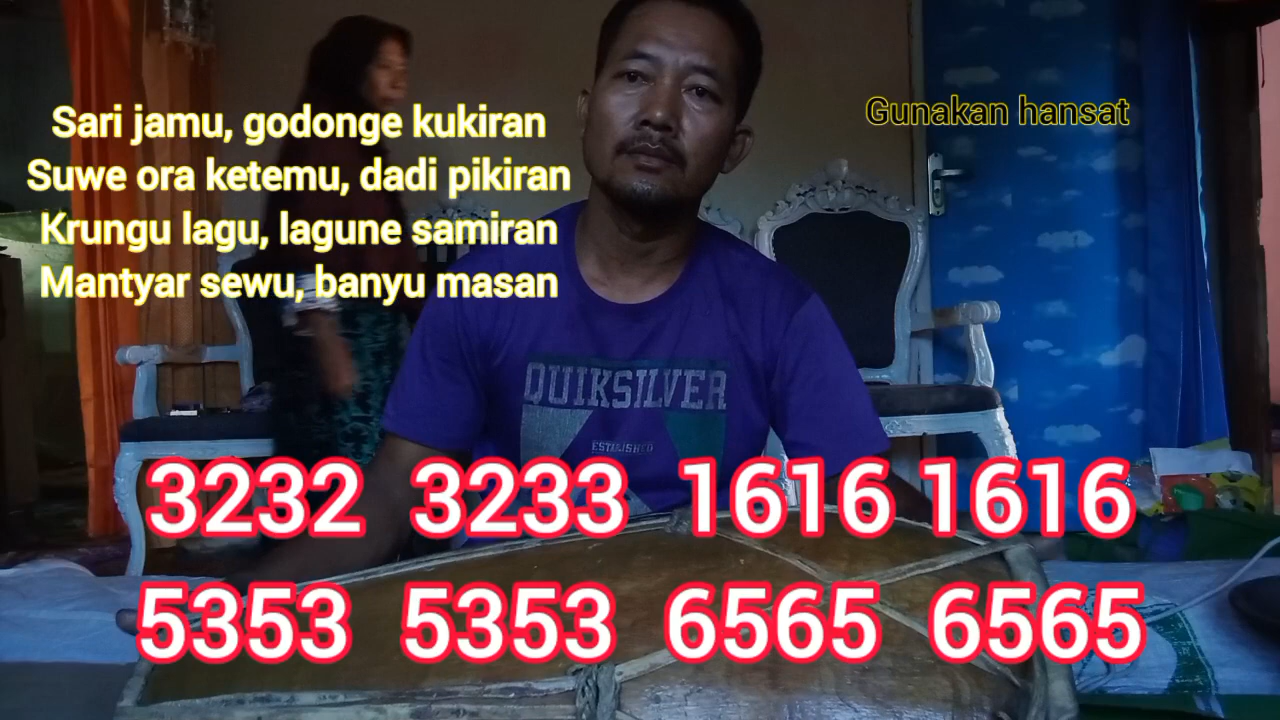 Gunakan hansat
Sari jamu, godonge kukiran
Suwe ora ketemu, dadi pikiran
Krungu lagu, lagune samiran
Mantyar sewu, banyu masan
QUIKSILVER
ESTABLISHED
3232 3233 1616 1616
5353 5353 6565 6565